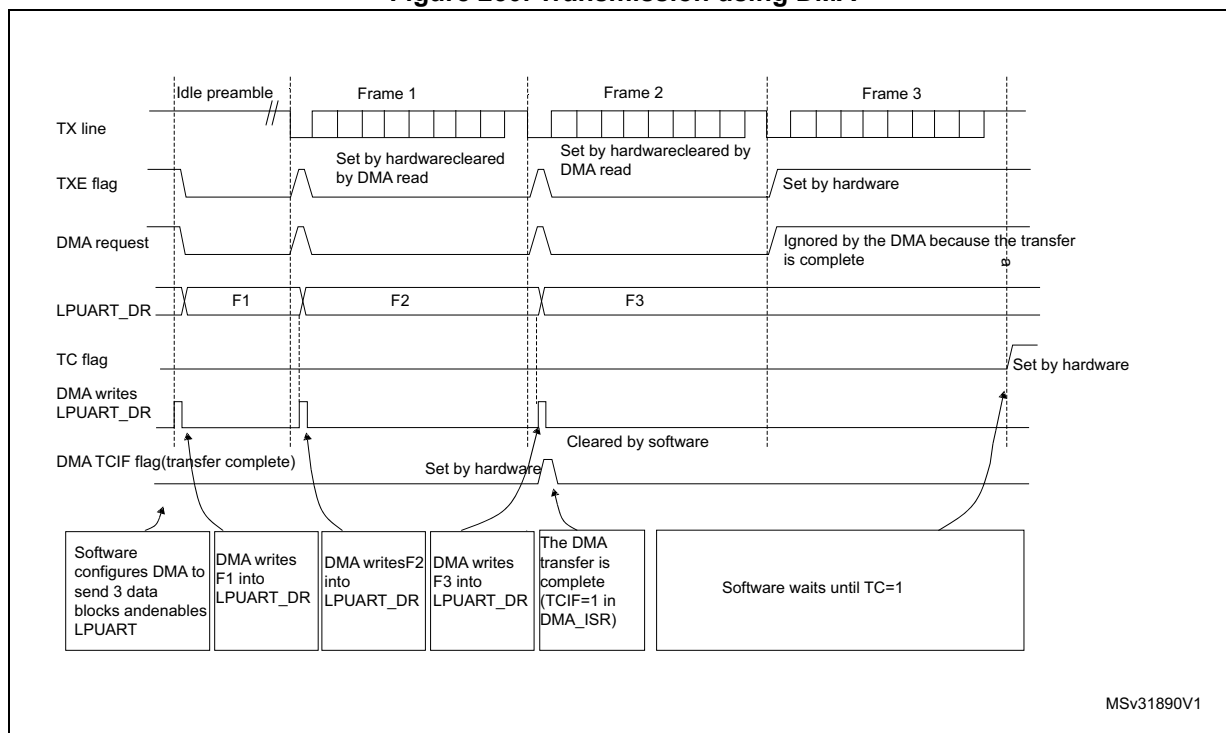 Figure 236. Transmission using DMA
Idle preamble
Frame 1
Frame 2
Frame 3
TX line
Set by hardwarecleared
by DMA read
Set by hardwarecleared by
DMA read
TXE flag
Set by hardware
DMA request
Ignored by the DMA because the transfer
is complete
a
LPUART_DR
F1
F2
F3
TC flag
Set by hardware
DMA writes
LPUART_DR
Cleared by software
DMA TCIF flag(transfer complete)
Set by hardware
Software
configures DMA to
send 3 data
blocks andenables
LPUART
DMA writes
F1 into
LPUART_DR
DMA writesF2
into
LPUART_DR
DMA writes
F3 into
LPUART_DR
The DMA
transfer is
complete
(TCIF=1 in
DMA_ISR)
Software waits until TC=1
MSv31890V1